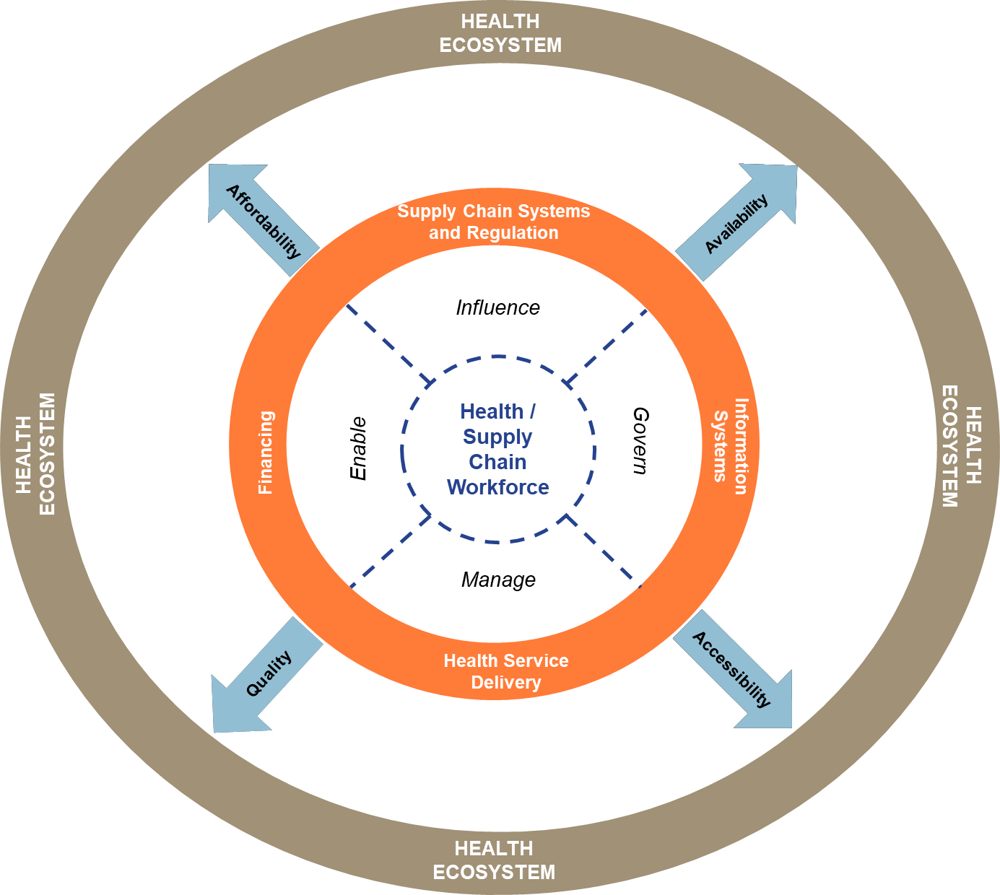 HEALTH
ECOSYSTEM
Affordability
Availability
Supply Chain Systems
and Regulation
Influence
HEALTH
ECOSYSTEM
Financing
Enable
Health /
Supply
Chain
Workforce
Govern
Information
Systems
HEALTH
ECOSYSTEM
Manage
Health Service
Delivery
Quality
Accessibility
HEALTH
ECOSYSTEM